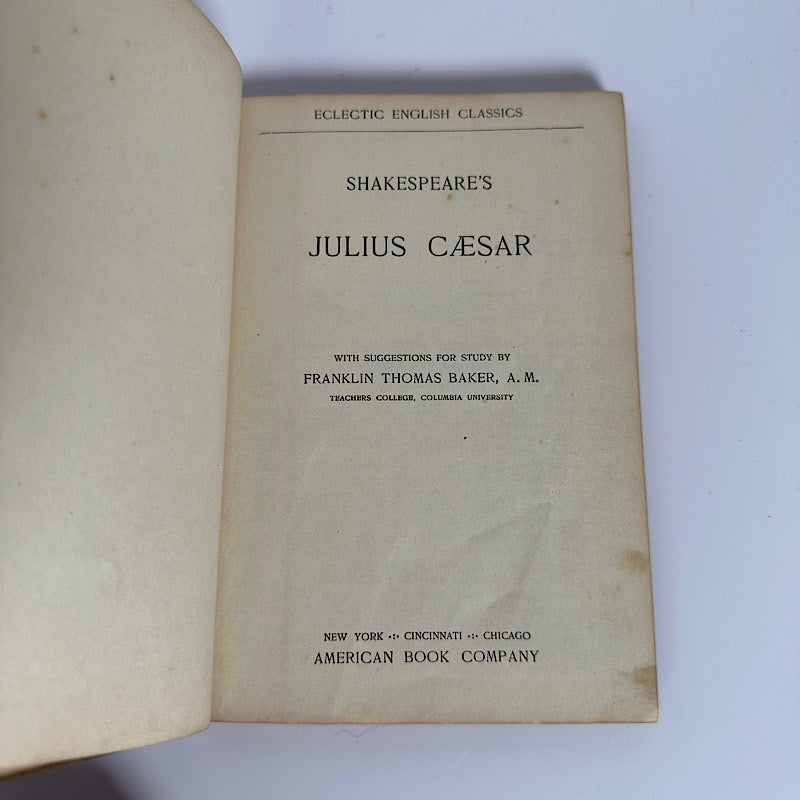 ECLECTIC ENGLISH CLASSICS
SHAKESPEARE'S
JULIUS CÆSAR
WITH SUGGESTIONS FOR STUDY BY
FRANKLIN THOMAS BAKER, A. M.
TEACHERS COLLEGE, COLUMBIA UNIVERSITY
NEW YORK ·:· CINCINNATI ·:· CHICAGO
AMERICAN BOOK COMPANY